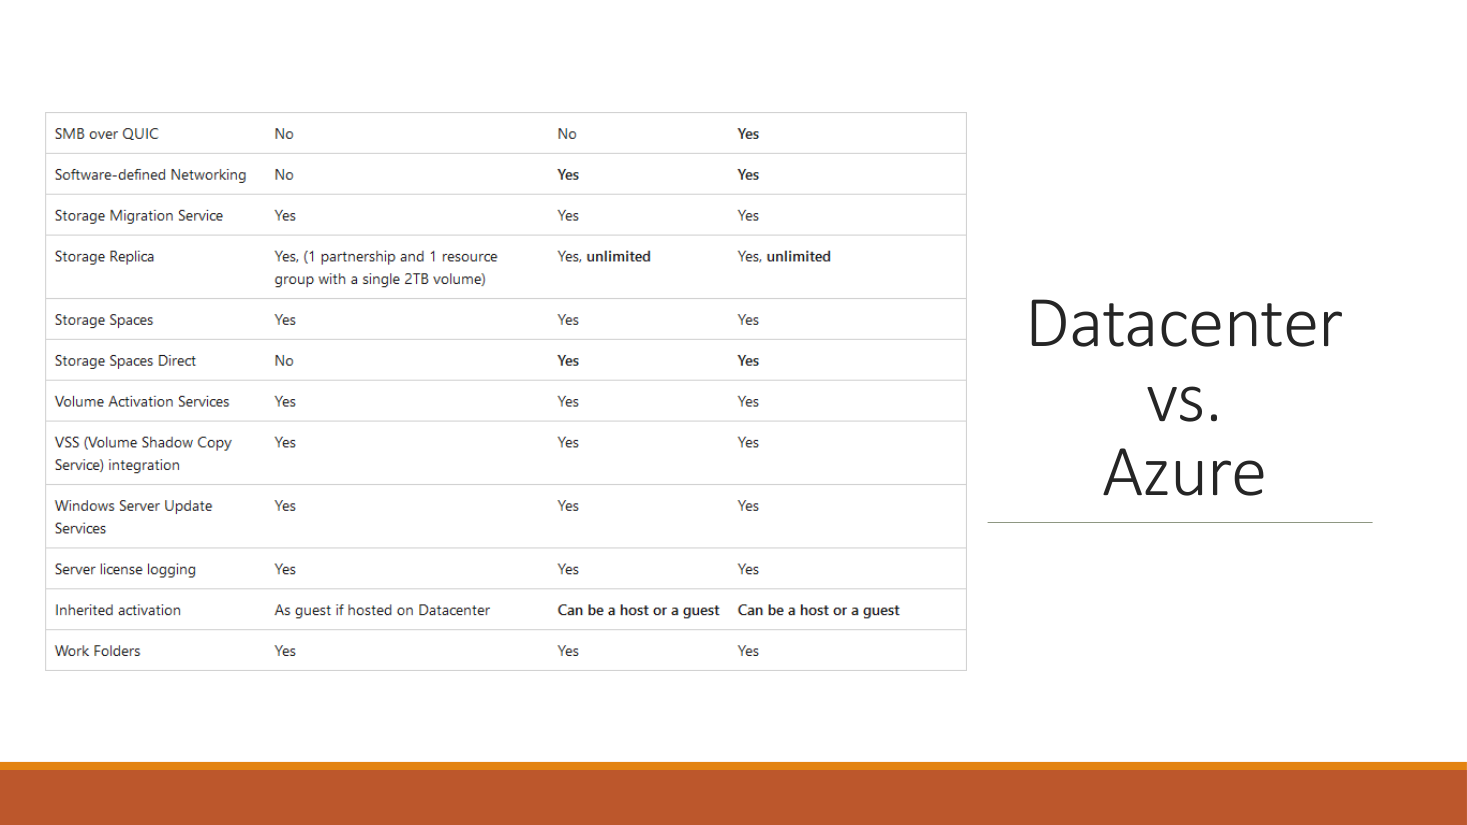 SMB over QUIC No No Yes
Software-defined Networking No Yes Yes
Storage Migration Service Yes Yes Yes
Storage Replica Yes, (1 partnership and 1 resource Yes, unlimited Yes, unlimited
group with a single 2TB volume)
Storage Spaces Yes Yes Yes
Storage Spaces Direct No Yes Yes
Volume Activation Services Yes Yes Yes
VSS (Volume Shadow Copy Yes Yes Yes
Service) integration
Windows Server Update Yes Yes Yes
Services
Server license logging Yes Yes Yes
Inherited activation As guest if hosted on Datacenter Can be a host or a guest Can be a host or a guest
Work Folders Yes Yes Yes
Datacenter
vs.
Azure